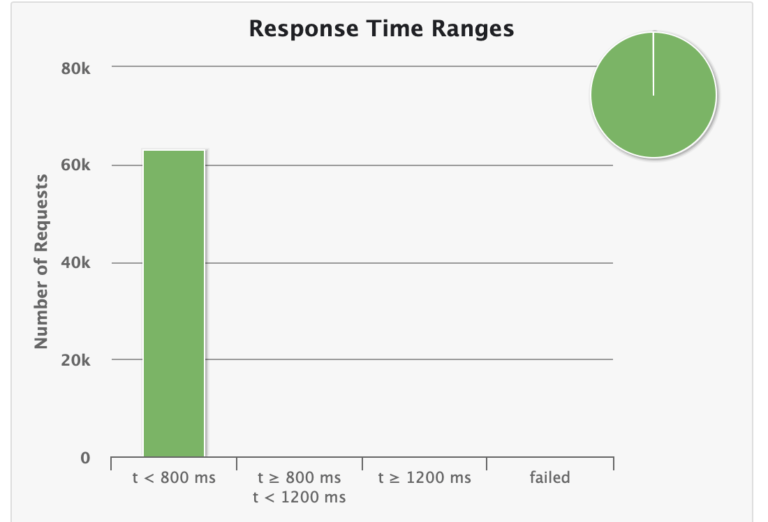 Response Time Ranges
80k
60k
40k
20k
0
Number of Requests
t < 800 ms
t ≥ 800 ms
t < 1200 ms
t ≥ 1200 ms
failed